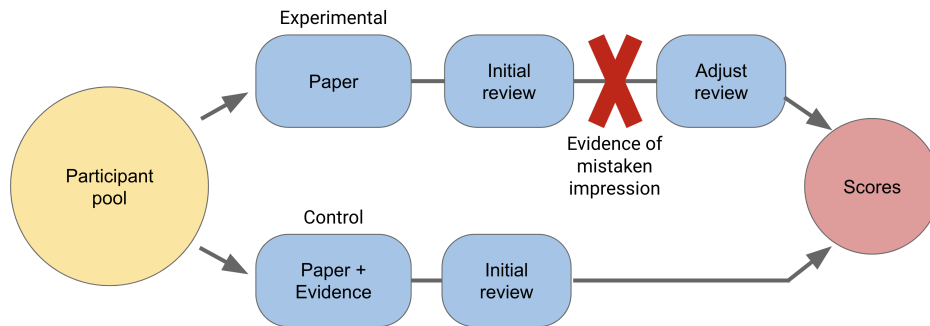 Experimental
Paper
Initial
review
Adjust
review
Evidence of
mistaken
impression
Participant
pool
Scores
Control
Paper +
Evidence
Initial
review